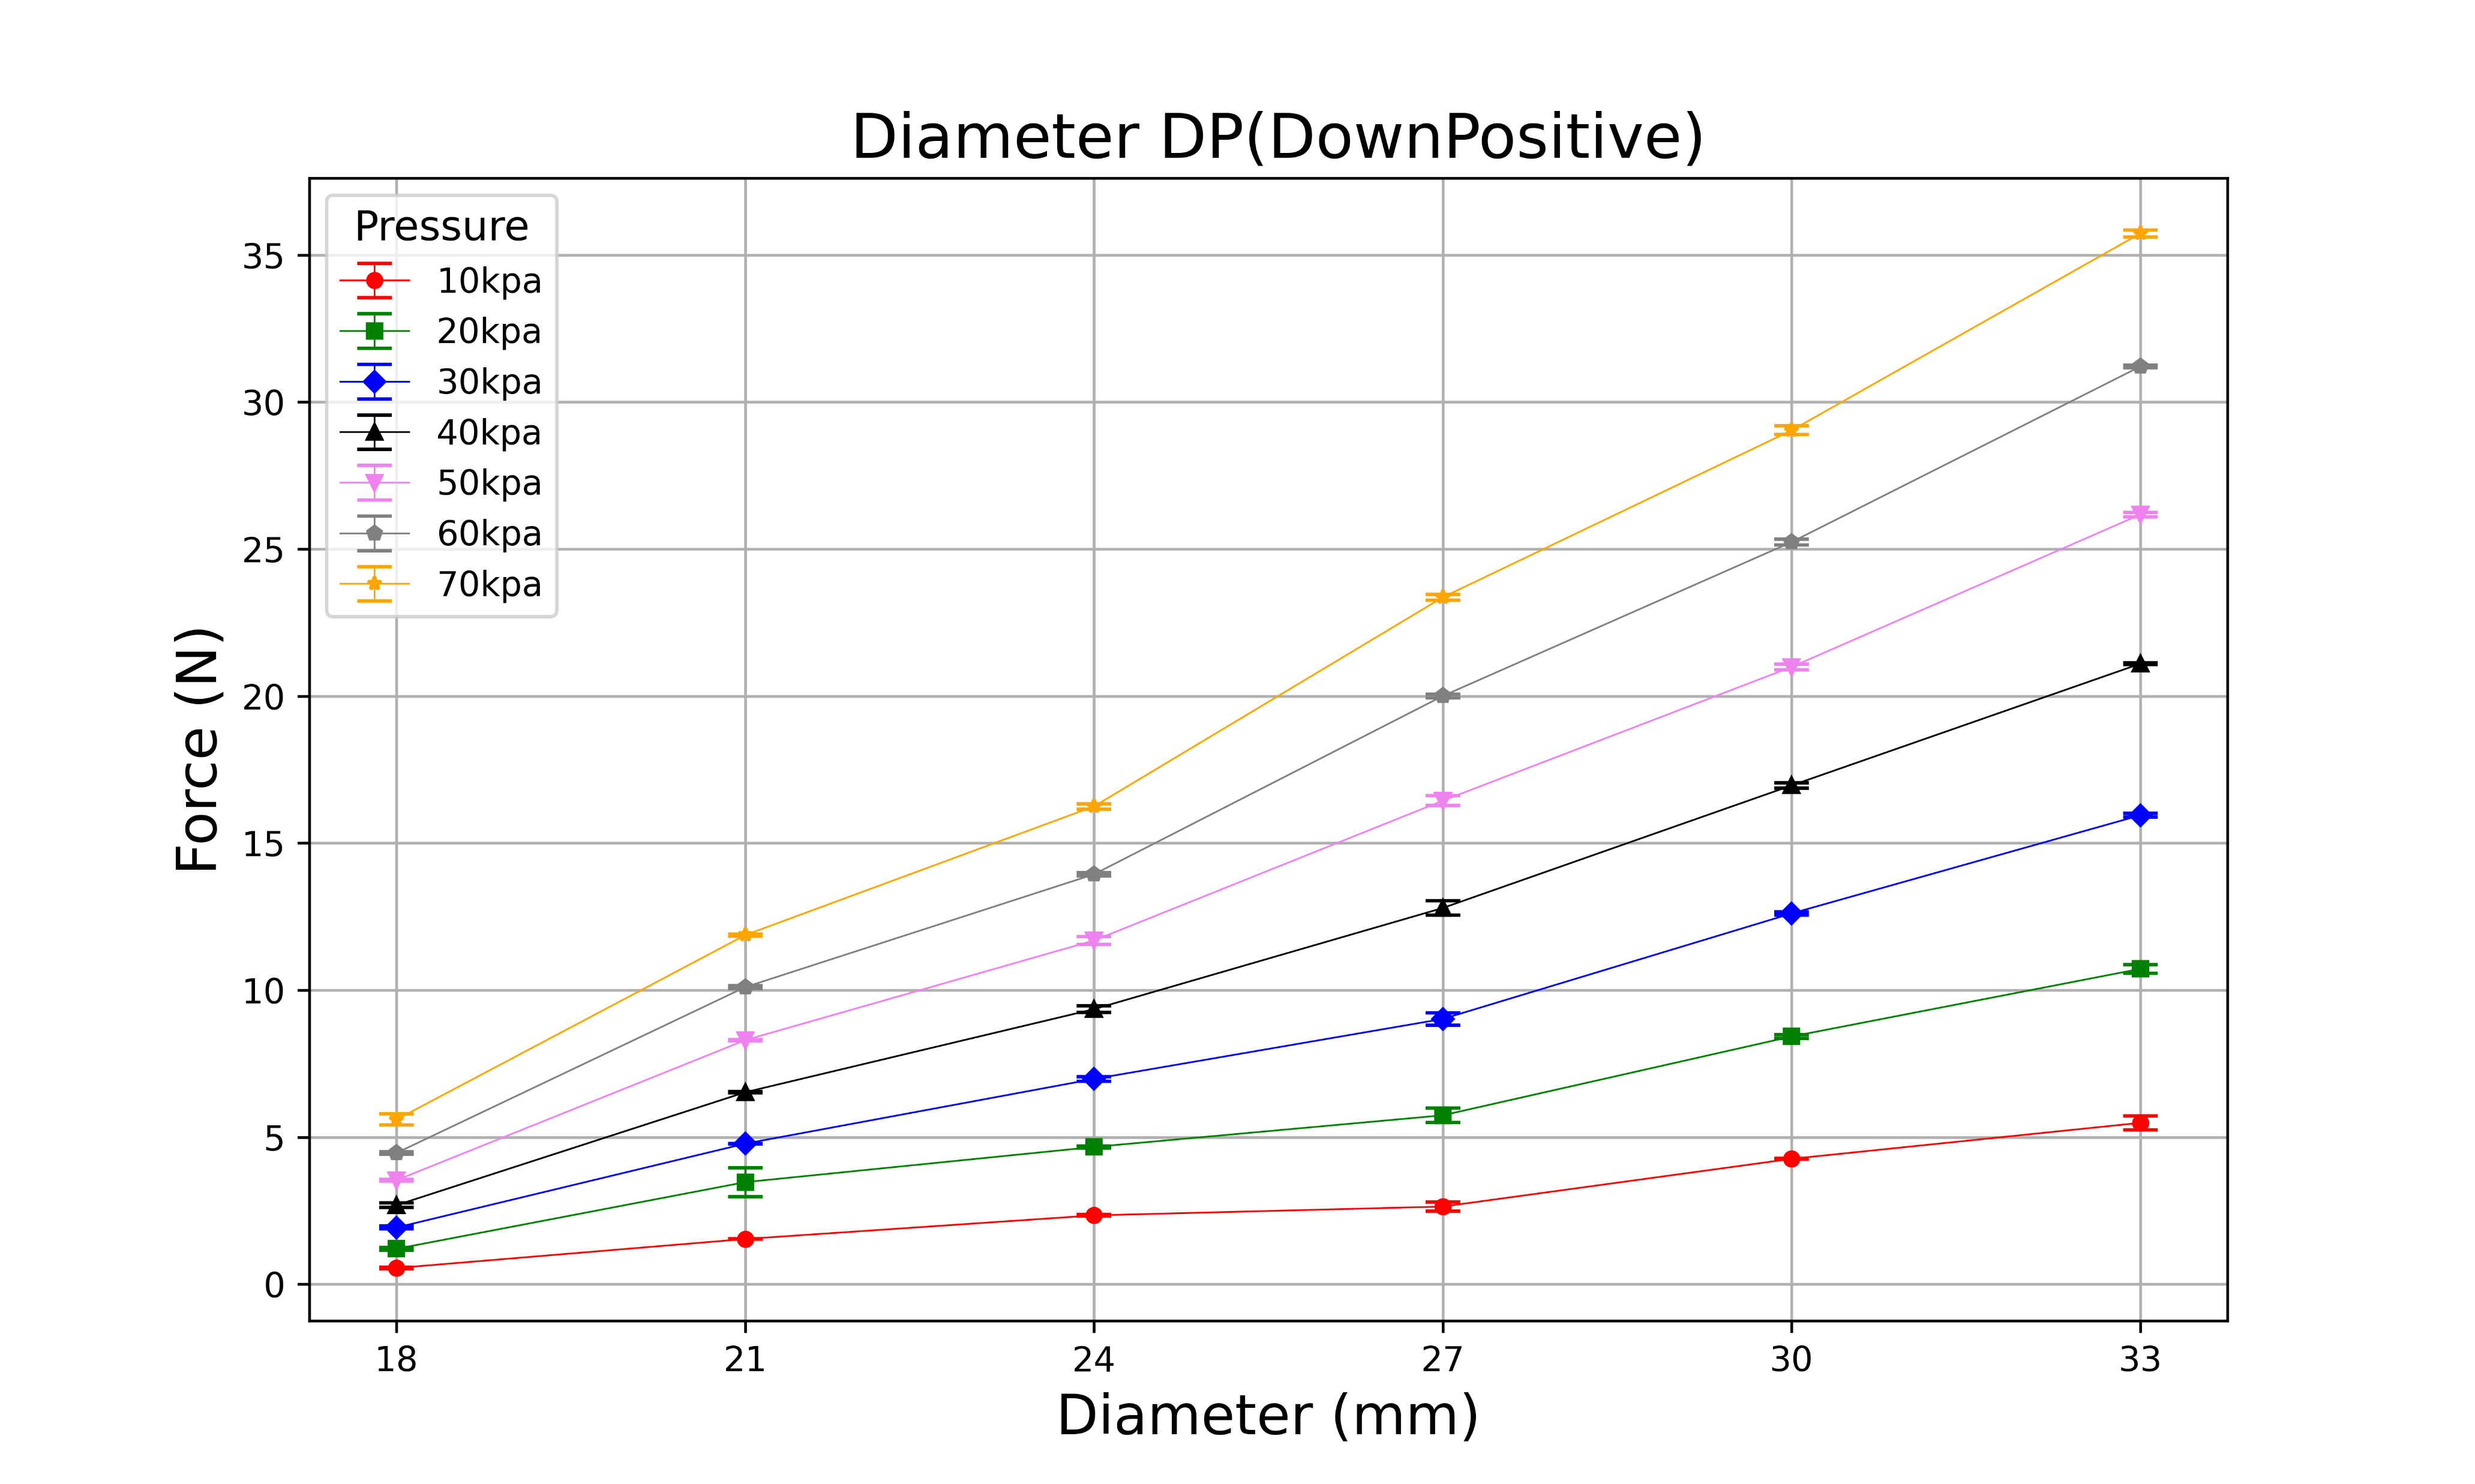 Diameter DP(DownPositive)
Pressure
10kpa
20kpa
30kpa
40kpa
50kpa
60kpa
70kpa
Force (N)
35
30
25
20
15
10
5
0
18 21 24 27 30 33
Diameter (mm)